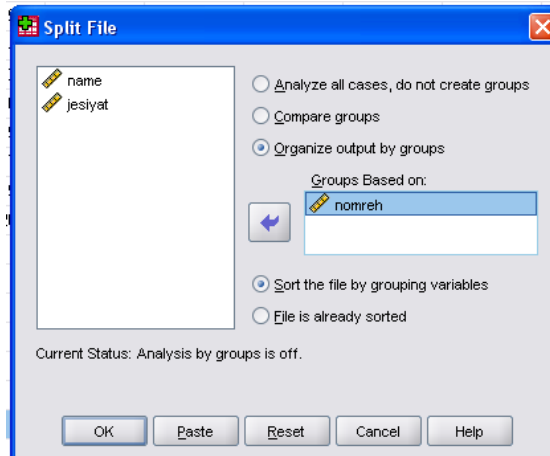 Split File
name
jesiyat
Analyze all cases, do not create groups
Compare groups
Organize output by groups
Groups Based on:
nomreh
Sort the file by grouping variables
File is already sorted
Current Status: Analysis by groups is off.
OK
Paste
Reset
Cancel
Help